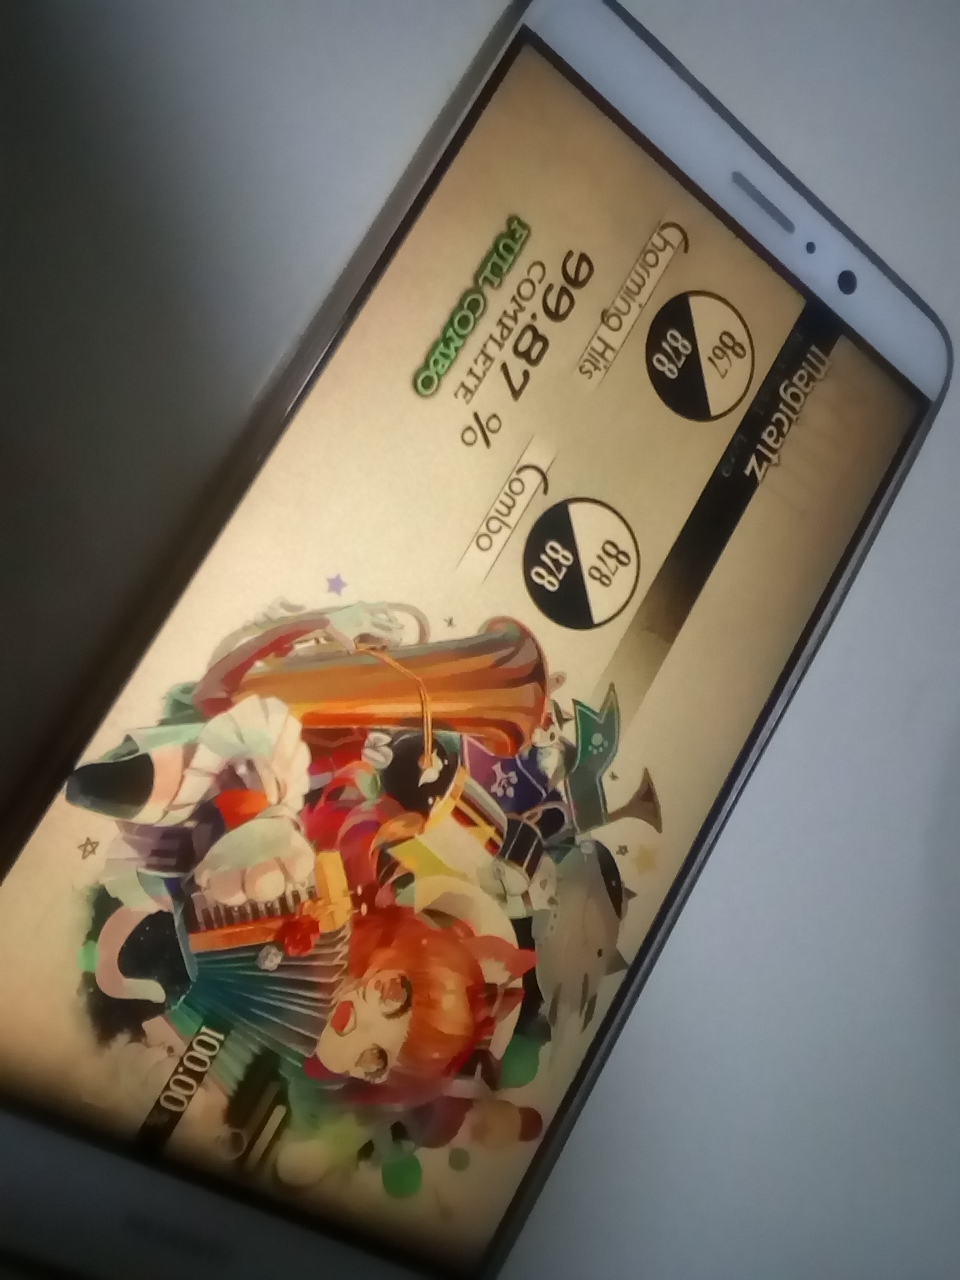 magicatz
Charming Hits
867
878
Combo
878
878
99.87 %
COMPLETE
FULL COMBO
100.00